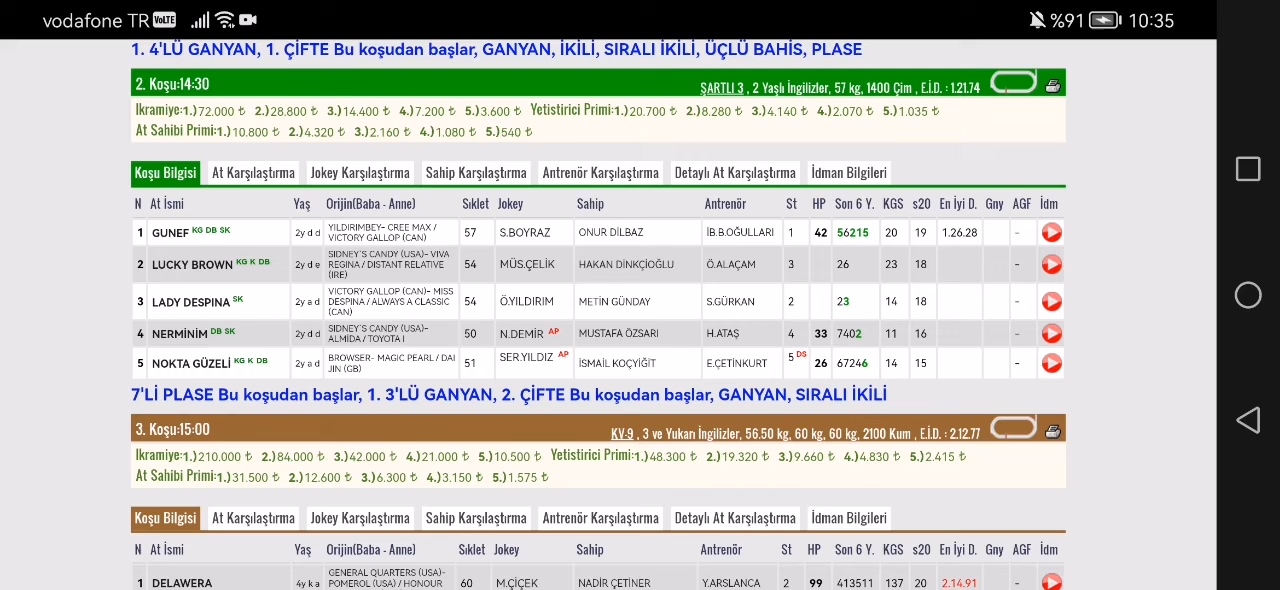 vodafone TR VoLTE %91 10:35
1. 4'LÜ GANYAN, 1. ÇİFTE Bu koşudan başlar, GANYAN, İKİLİ, SIRALI İKİLİ, ÜÇLÜ BAHİS, PLASE
2. Koşu:14:30 ŞARTLI 3 , 2 Yaşlı İngilizler, 57 kg, 1400 Çim , E.İ.D. : 1.21.74
Ikramiye:1.)72.000 ₺ 2.)28.800 ₺ 3.)14.400 ₺ 4.)7.200 ₺ 5.)3.600 ₺ Yetistirici Primi:1.)20.700 ₺ 2.)8.280 ₺ 3.)4.140 ₺ 4.)2.070 ₺ 5.)1.035 ₺
At Sahibi Primi:1.)10.800 ₺ 2.)4.320 ₺ 3.)2.160 ₺ 4.)1.080 ₺ 5.)540 ₺
Koşu Bilgisi At Karşılaştırma Jokey Karşılaştırma Sahip Karşılaştırma Antrenör Karşılaştırma Detaylı At Karşılaştırma İdman Bilgileri
N At İsmi Yaş Orijin(Baba - Anne) Sıklet Jokey Sahip Antrenör St HP Son 6 Y. KGS s20 En İyi D. Gny AGF İdm
1 GUNEF KG DB SK 2y d d YILDIRIMBEY- CREE MAX / VICTORY GALLOP (CAN) 57 S.BOYRAZ ONUR DİLBAZ İB.B.OĞULLARI 1 42 56215 20 19 1.26.28 -
2 LUCKY BROWN KG K DB 2y d e SIDNEY'S CANDY (USA)- VIVA REGINA / DISTANT RELATIVE (IRE) 54 MÜS.ÇELİK HAKAN DİNKÇİOĞLU Ö.ALAÇAM 3 26 23 18 -
3 LADY DESPINA SK 2y a d VICTORY GALLOP (CAN)- MISS DESPINA / ALWAYS A CLASSIC (CAN) 54 Ö.YILDIRIM METİN GÜNDAY S.GÜRKAN 2 23 14 18 -
4 NERMİNİM DB SK 2y d d SIDNEY'S CANDY (USA)- ALMIDA / TOYOTA I 50 N.DEMİR AP MUSTAFA ÖZSARI H.ATAŞ 4 33 7402 11 16 -
5 NOKTA GÜZELİ KG K DB 2y a d BROWSER- MAGIC PEARL / DAI JIN (GB) 51 SER.YILDIZ AP İSMAİL KOÇYİĞİT E.ÇETİNKURT 5 DS 26 67246 14 15 -
7'Lİ PLASE Bu koşudan başlar, 1. 3'LÜ GANYAN, 2. ÇİFTE Bu koşudan başlar, GANYAN, SIRALI İKİLİ
3. Koşu:15:00 KV-9 , 3 ve Yukarı İngilizler, 56.50 kg, 60 kg, 60 kg, 2100 Kum , E.İ.D. : 2.12.77
Ikramiye:1.)210.000 ₺ 2.)84.000 ₺ 3.)42.000 ₺ 4.)21.000 ₺ 5.)10.500 ₺ Yetistirici Primi:1.)48.300 ₺ 2.)19.320 ₺ 3.)9.660 ₺ 4.)4.830 ₺ 5.)2.415 ₺
At Sahibi Primi:1.)31.500 ₺ 2.)12.600 ₺ 3.)6.300 ₺ 4.)3.150 ₺ 5.)1.575 ₺
Koşu Bilgisi At Karşılaştırma Jokey Karşılaştırma Sahip Karşılaştırma Antrenör Karşılaştırma Detaylı At Karşılaştırma İdman Bilgileri
N At İsmi Yaş Orijin(Baba - Anne) Sıklet Jokey Sahip Antrenör St HP Son 6 Y. KGS s20 En İyi D. Gny AGF İdm
1 DELAWERA 4y k a GENERAL QUARTERS (USA)- POMEROL (USA) / HONOUR 60 M.ÇİÇEK NADİR ÇETİNER Y.ARSLANCA 2 99 413511 137 20 2.14.91 -